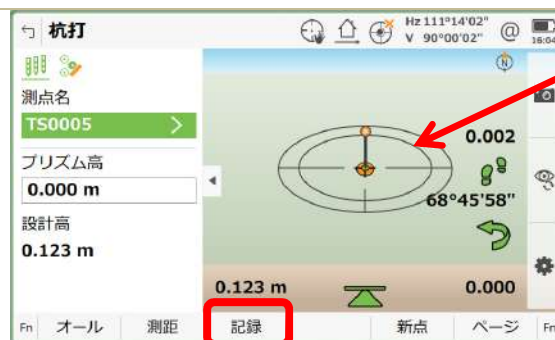 杭打
Hz 111°14'02"
V 90°00'02"
@
16:04
N
測点名
TS0005
プリズム高
0.000 m
設計高
0.123 m
0.002
68°45'58"
0.123 m
0.000
Fn オール 測距 記録 新点 ページ Fn